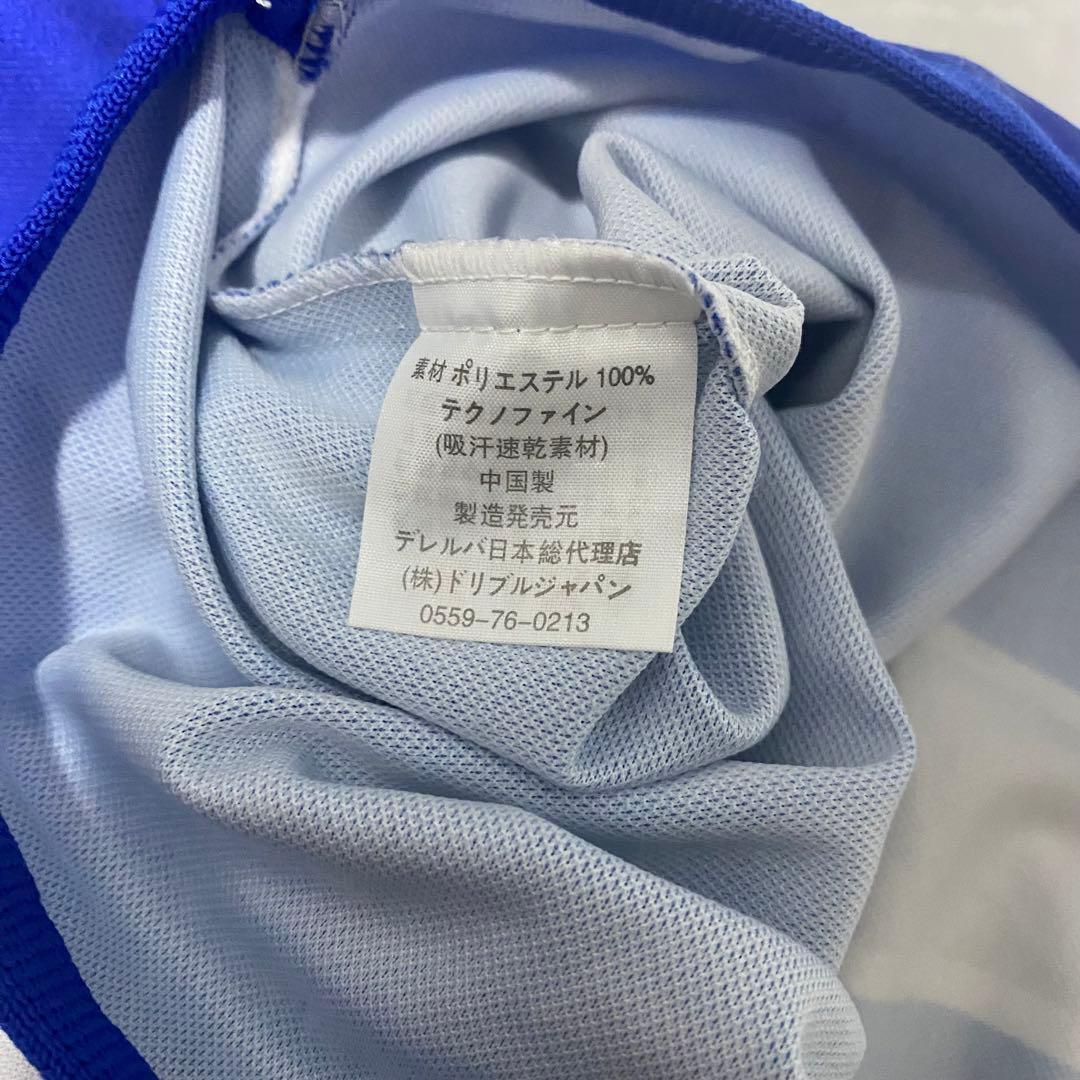 素材 ポリエステル 100%
テクノファイン
(吸汗速乾素材)
中国製
製造発売元
デレルバ日本総代理店
(株)ドリブルジャパン
0559-76-0213